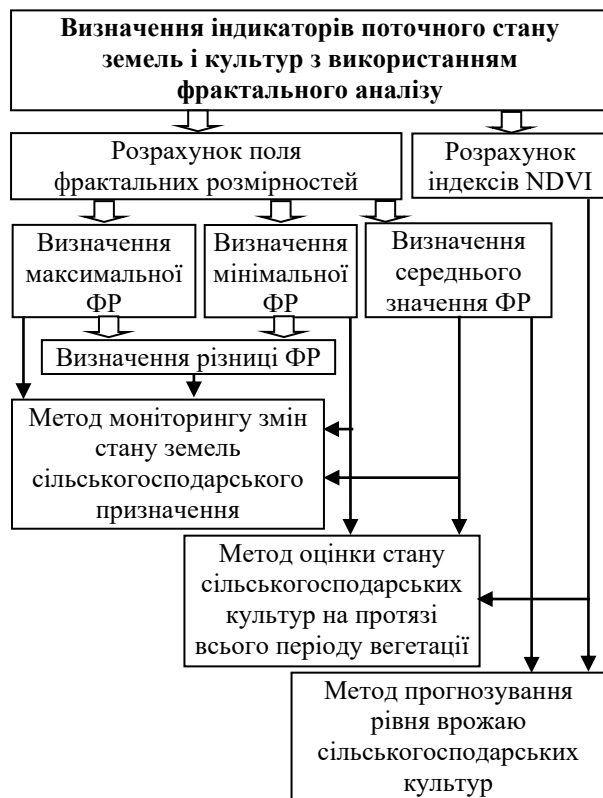 Визначення індикаторів поточного стану
земель і культур з використанням
фрактального аналізу
Розрахунок поля
фрактальних розмірностей
Розрахунок
індексів NDVI
Визначення
максимальної
ФР
Визначення
мінімальної
ФР
Визначення
середнього
значення ФР
Визначення різниці ФР
Метод моніторингу змін
стану земель
сільськогосподарського
призначення
Метод оцінки стану
сільськогосподарських
культур на протязі
всього періоду вегетації
Метод прогнозування
рівня врожаю
сільськогосподарських
культур